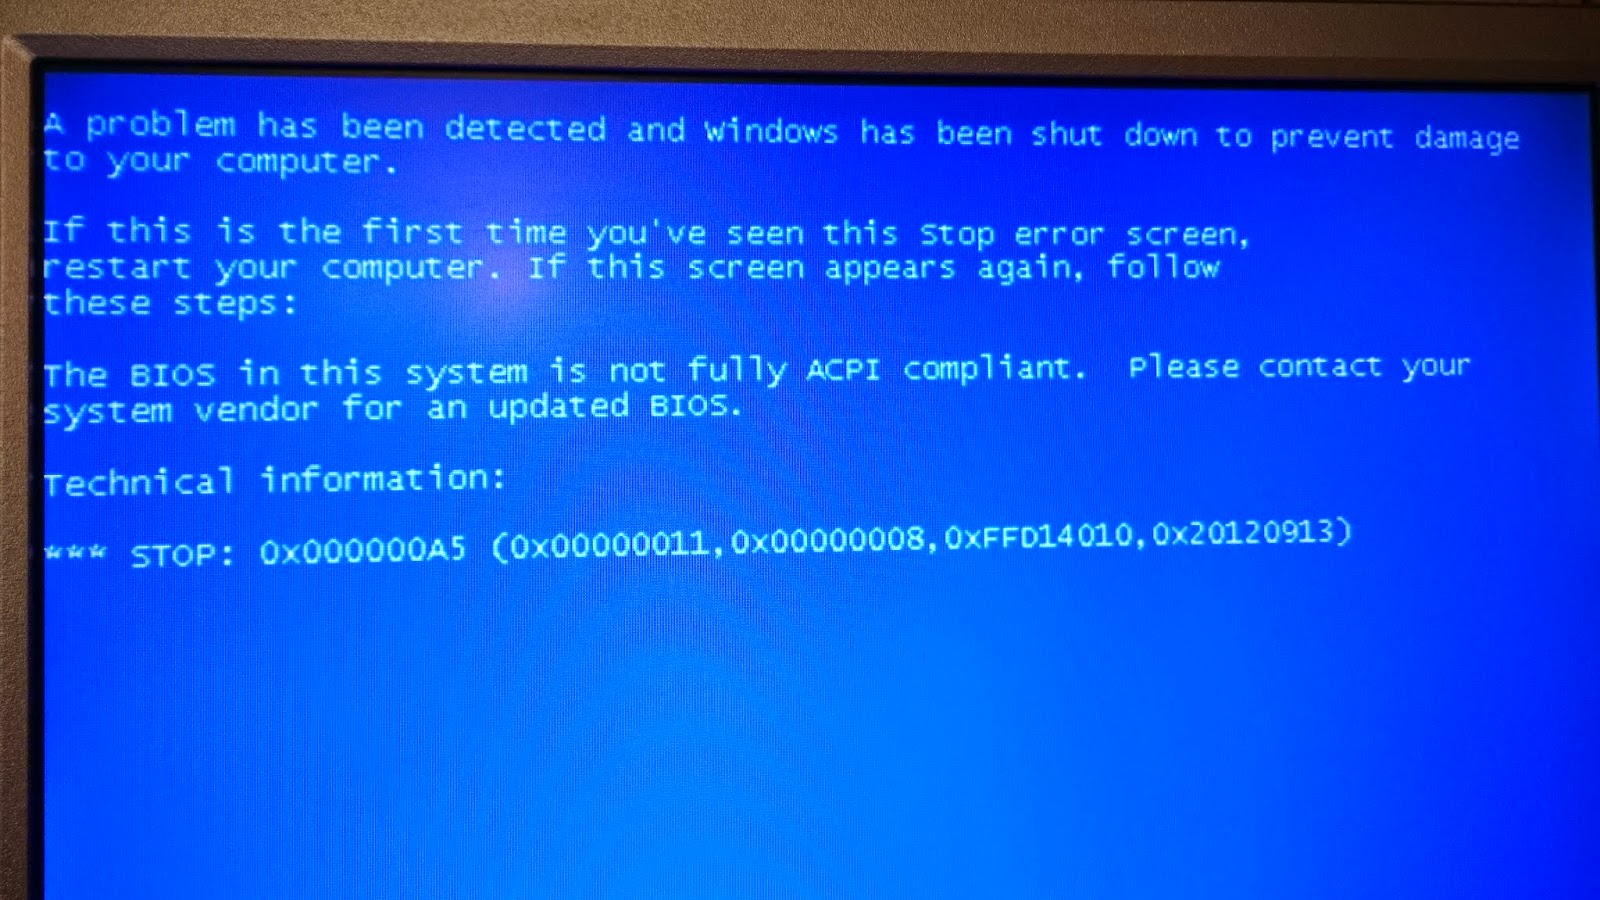 A problem has been detected and Windows has been shut down to prevent damage
to your computer.
If this is the first time you've seen this Stop error screen,
restart your computer. If this screen appears again, follow
these steps:
The BIOS in this system is not fully ACPI compliant.  Please contact your
system vendor for an updated BIOS.
Technical information:
*** STOP: 0x000000A5 (0x00000011,0x00000008,0xFFD14010,0x20120913)